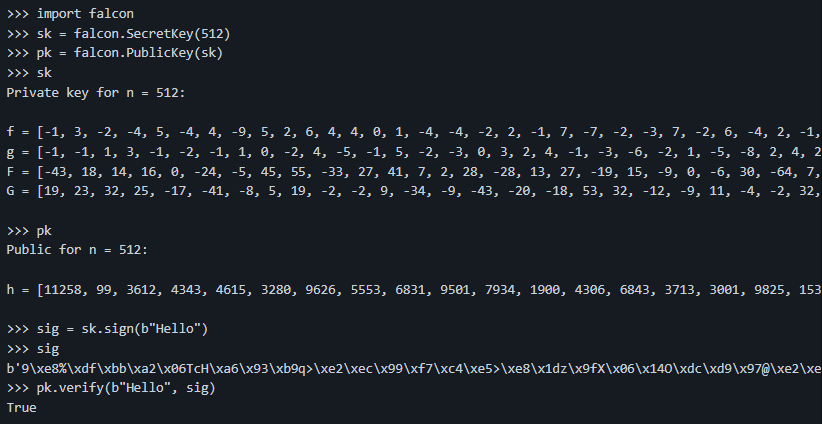 >>> import falcon
>>> sk = falcon.SecretKey(512)
>>> pk = falcon.PublicKey(sk)
>>> sk
Private key for n = 512:
f = [-1, 3, -2, -4, 5, -4, 4, -9, 5, 2, 6, 4, 4, 0, 1, -4, -4, -2, 2, -1, 7, -7, -2, -3, 7, -2, 6, -4, 2, -1,
g = [-1, -1, 1, 3, -1, -2, -1, 1, 0, -2, 4, -5, -1, 5, -2, -3, 0, 3, 2, 4, -1, -3, -6, -2, 1, -5, -8, 2, 4, 2
F = [-43, 18, 14, 16, 0, -24, -5, 45, 55, -33, 27, 41, 7, 2, 28, -28, 13, 27, -19, 15, -9, 0, -6, 30, -64, 7,
G = [19, 23, 32, 25, -17, -41, -8, 5, 19, -2, -2, 9, -34, -9, -43, -20, -18, 53, 32, -12, -9, 11, -4, -2, 32,
>>> pk
Public for n = 512:
h = [11258, 99, 3612, 4343, 4615, 3280, 9626, 5553, 6831, 9501, 7934, 1900, 4306, 6843, 3713, 3001, 9825, 153
>>> sig = sk.sign(b"Hello")
>>> sig
b'9\xe8%\xdf\xbb\xa2\x06TcH\xa6\x93\xb9q>\xe2\xec\x99\xf7\xc4\xe5>\xe8\x1dz\x9fX\x06\x14O\xdc\xd9\x97@\xe2\xe
>>> pk.verify(b"Hello", sig)
True